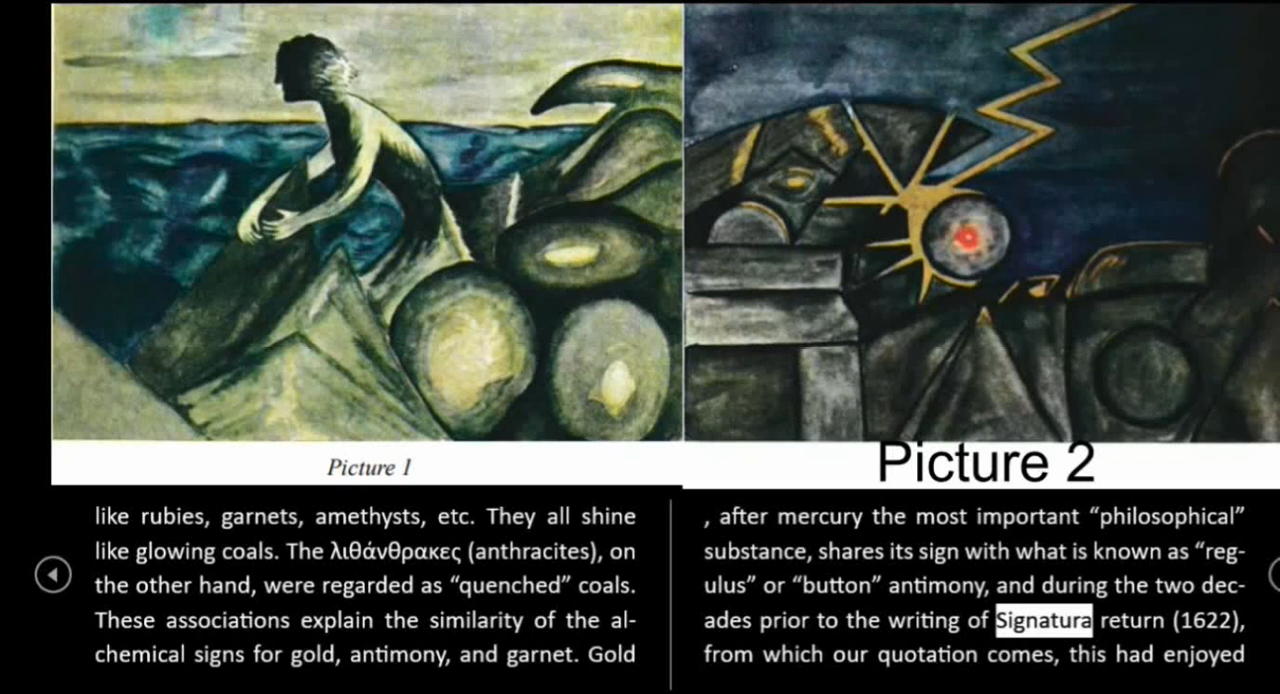 Picture 1
Picture 2
like rubies, garnets, amethysts, etc. They all shine
like glowing coals. The λιθάνθρακες (anthracites), on
the other hand, were regarded as “quenched” coals.
These associations explain the similarity of the al-
chemical signs for gold, antimony, and garnet. Gold
, after mercury the most important “philosophical”
substance, shares its sign with what is known as “reg-
ulus” or “button” antimony, and during the two dec-
ades prior to the writing of Signatura return (1622),
from which our quotation comes, this had enjoyed